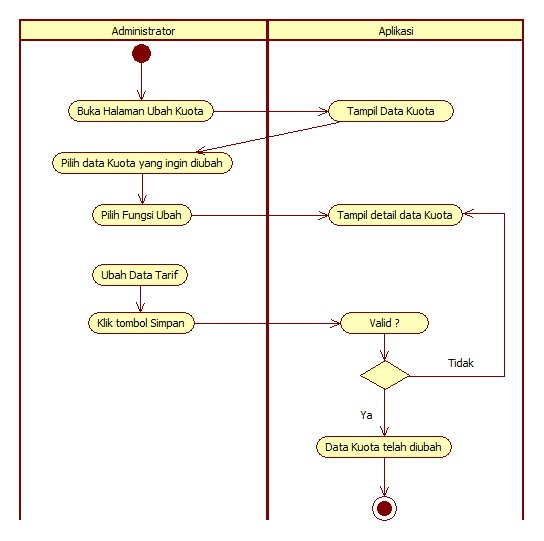 Administrator
Aplikasi
Buka Halaman Ubah Kuota
Tampil Data Kuota
Pilih data Kuota yang ingin diubah
Pilih Fungsi Ubah
Tampil detail data Kuota
Ubah Data Tarif
Klik tombol Simpan
Valid ?
Tidak
Ya
Data Kuota telah diubah